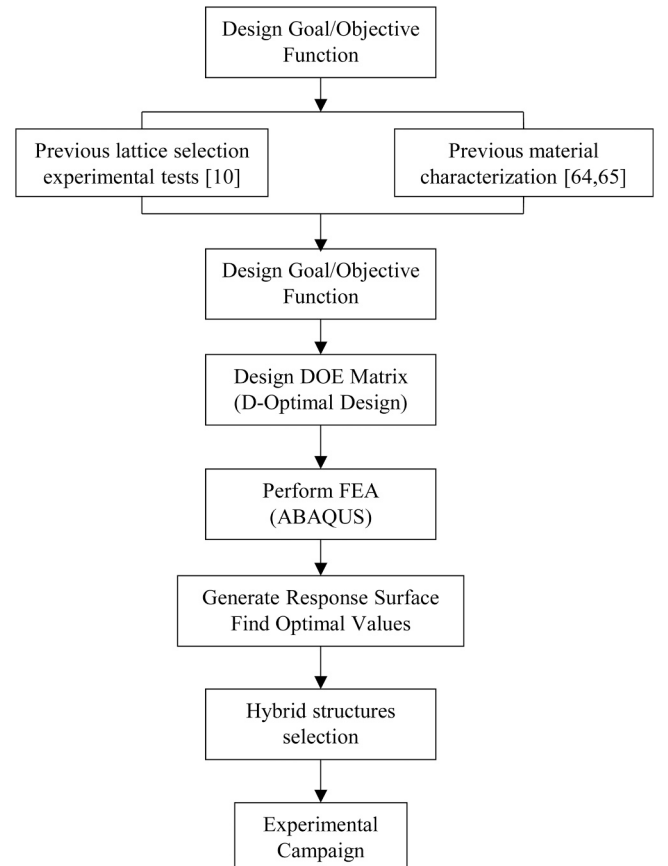 Design Goal/Objective
Function
Previous lattice selection
experimental tests [10]
Previous material
characterization [64,65]
Design Goal/Objective
Function
Design DOE Matrix
(D-Optimal Design)
Perform FEA
(ABAQUS)
Generate Response Surface
Find Optimal Values
Hybrid structures
selection
Experimental
Campaign